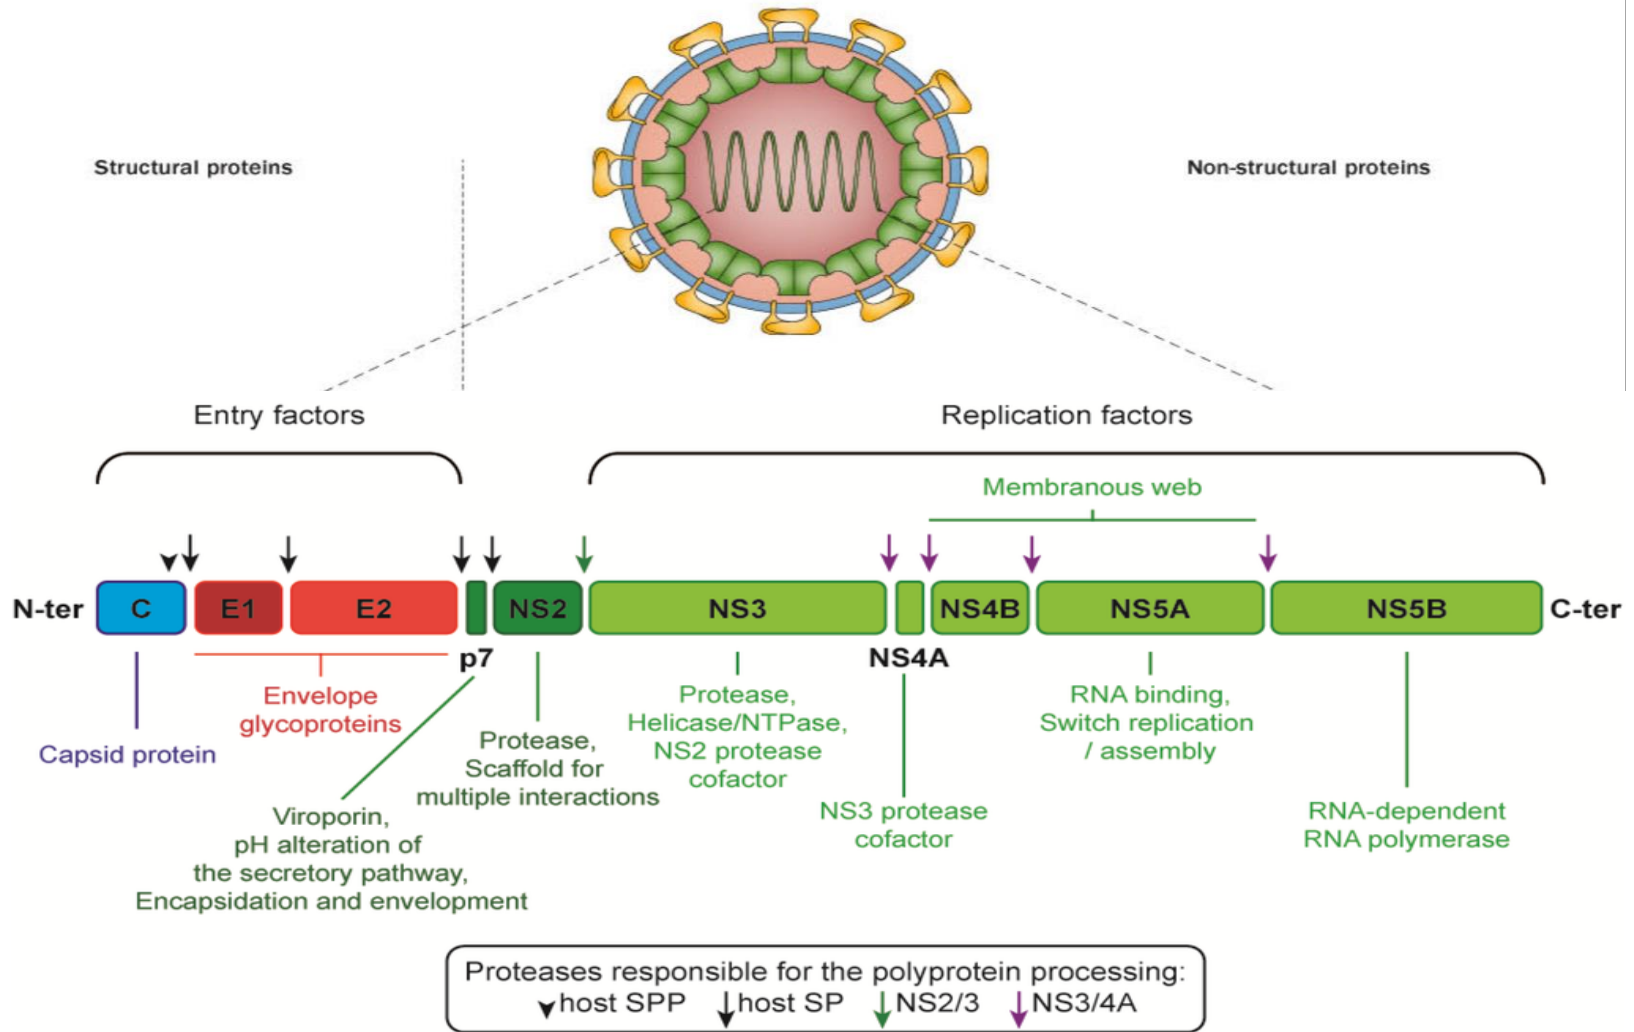 Structural proteins
Non-structural proteins
Entry factors
Replication factors
Membranous web
N-ter
C
E1
E2
NS2
NS3
NS4B
NS5A
NS5B
C-ter
p7
NS4A
Capsid protein
Envelope
glycoproteins
Viroporin,
pH alteration of
the secretory pathway,
Encapsidation and envelopment
Protease,
Scaffold for
multiple interactions
Protease,
Helicase/NTPase,
NS2 protease
cofactor
NS3 protease
cofactor
RNA binding,
Switch replication
/ assembly
RNA-dependent
RNA polymerase
Proteases responsible for the polyprotein processing:
host SPP
host SP
NS2/3
NS3/4A